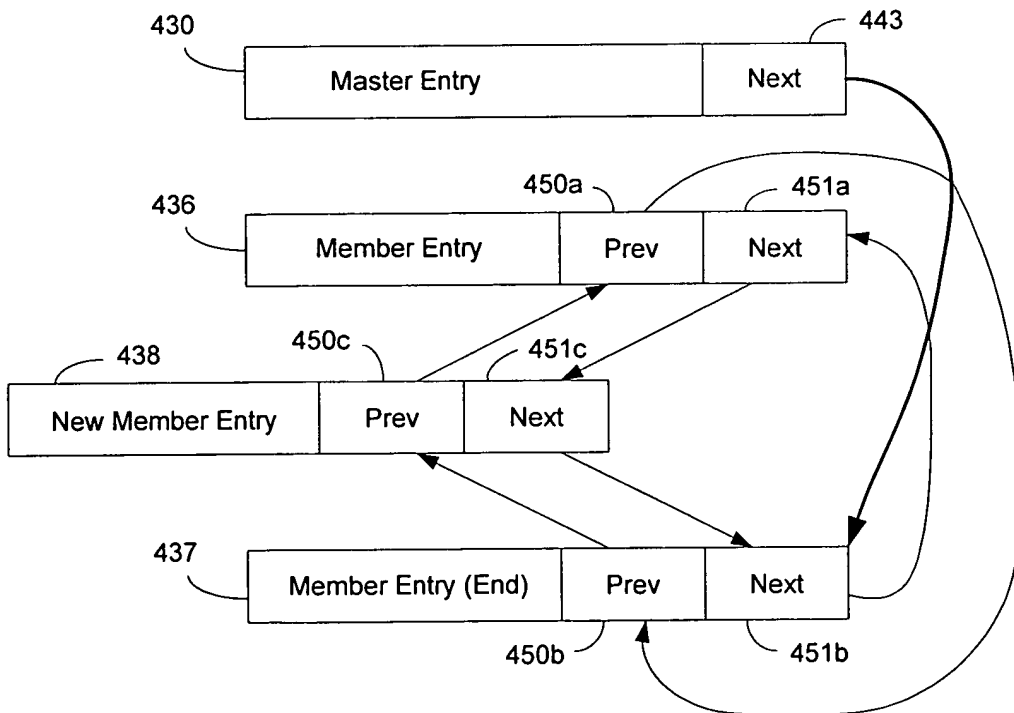 430
443
Master Entry
Next
450a
451a
436
Member Entry
Prev
Next
450c
451c
438
New Member Entry
Prev
Next
437
Member Entry (End)
Prev
Next
450b
451b